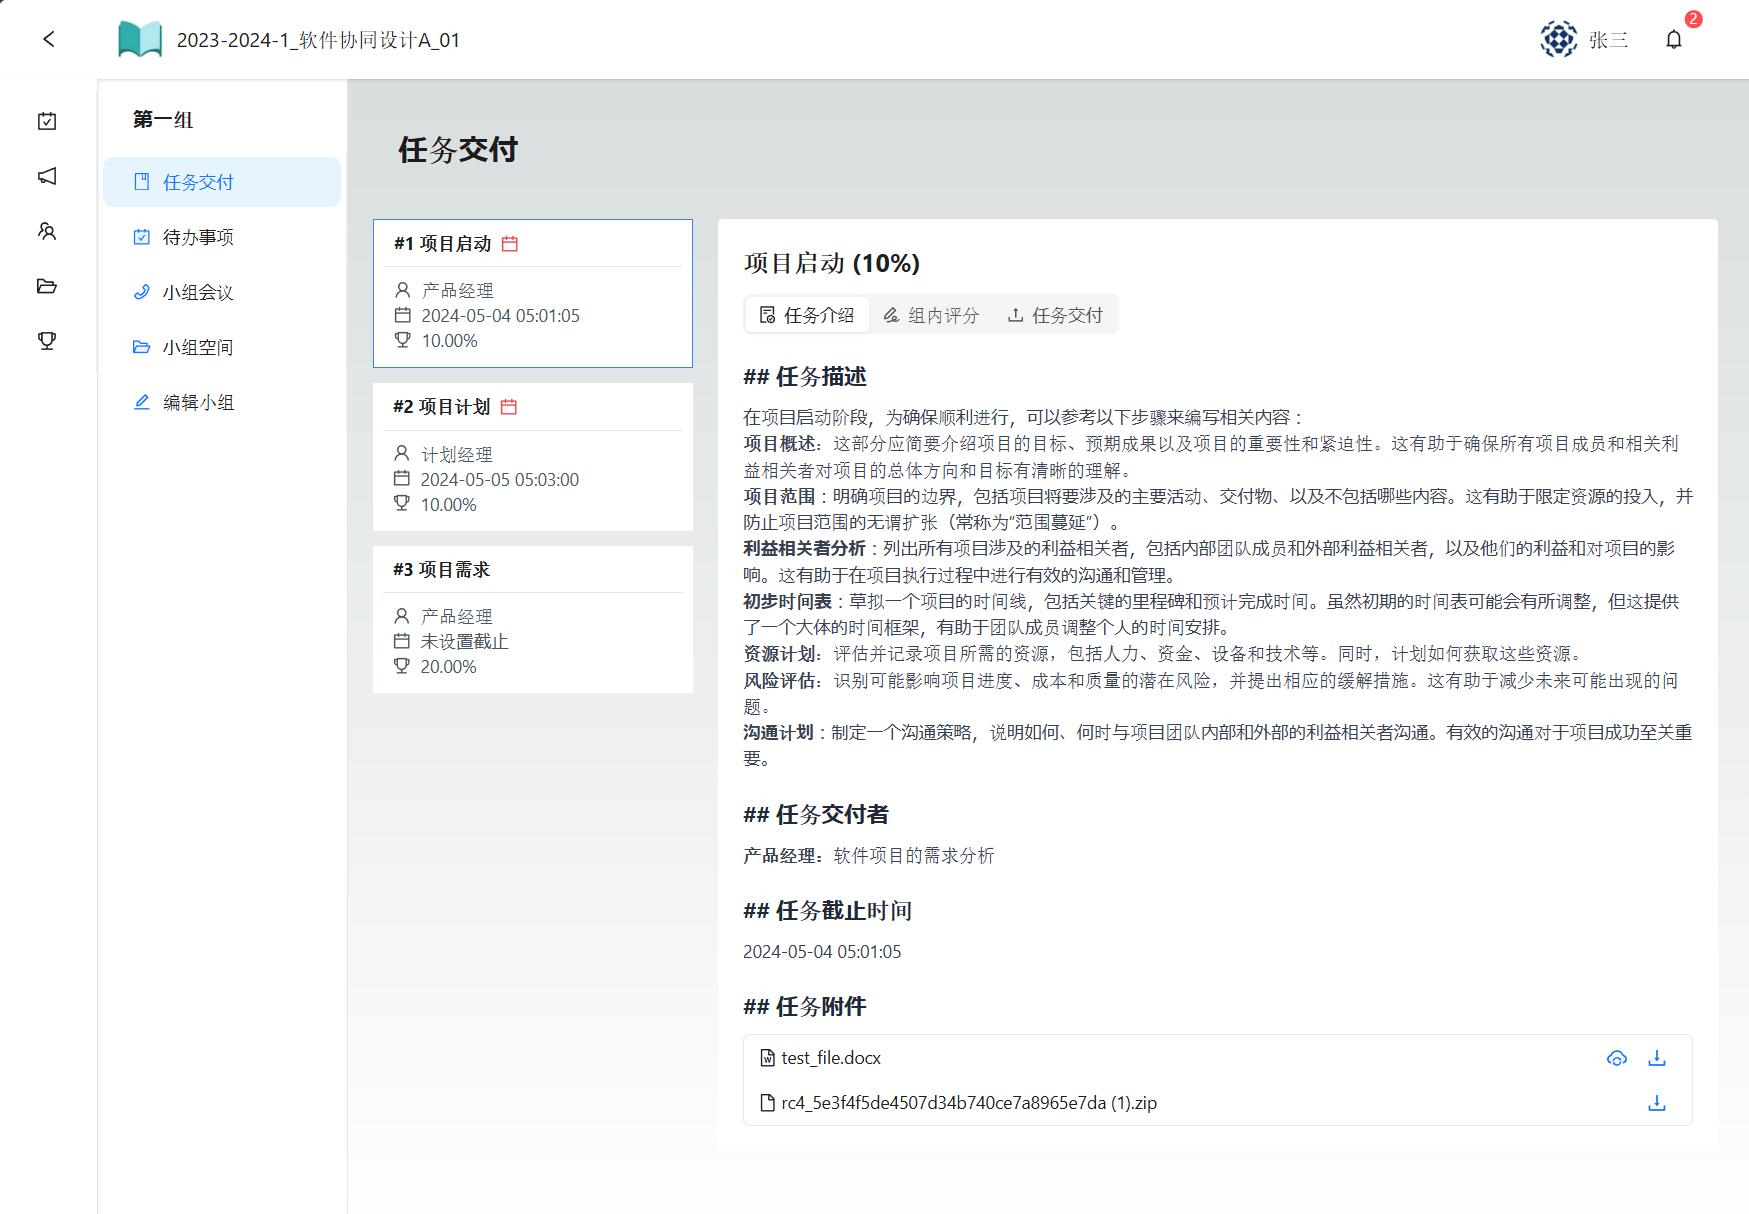 2023-2024-1_软件协同设计A_01
张三
2
第一组
任务交付
待办事项
小组会议
小组空间
编辑小组
任务交付
#1 项目启动
产品经理
2024-05-04 05:01:05
10.00%
#2 项目计划
计划经理
2024-05-05 05:03:00
10.00%
#3 项目需求
产品经理
未设置截止
20.00%
项目启动 (10%)
任务介绍 组内评分 任务交付
## 任务描述
在项目启动阶段，为确保顺利进行，可以参考以下步骤来编写相关内容：
项目概述：这部分应简要介绍项目的目标、预期成果以及项目的重要性和紧迫性。这有助于确保所有项目成员和相关利
益相关者对项目的总体方向和目标有清晰的理解。
项目范围：明确项目的边界，包括项目将要涉及的主要活动、交付物、以及不包括哪些内容。这有助于限定资源的投入，并
防止项目范围的无谓扩张（常称为“范围蔓延”）。
利益相关者分析：列出所有项目涉及的利益相关者，包括内部团队成员和外部利益相关者，以及他们的利益和对项目的影
响。这有助于在项目执行过程中进行有效的沟通和管理。
初步时间表：草拟一个项目的时间线，包括关键的里程碑和预计完成时间。虽然初期的时间表可能会有所调整，但这提供
了一个大体的时间框架，有助于团队成员调整个人的时间安排。
资源计划：评估并记录项目所需的资源，包括人力、资金、设备和技术等。同时，计划如何获取这些资源。
风险评估：识别可能影响项目进度、成本和质量的潜在风险，并提出相应的缓解措施。这有助于减少未来可能出现的问
题。
沟通计划：制定一个沟通策略，说明如何、何时与项目团队内部和外部的利益相关者沟通。有效的沟通对于项目成功至关重
要。
## 任务交付者
产品经理：软件项目的需求分析
## 任务截止时间
2024-05-04 05:01:05
## 任务附件
test_file.docx
rc4_5e3f4f5de4507d34b740ce7a8965e7da (1).zip